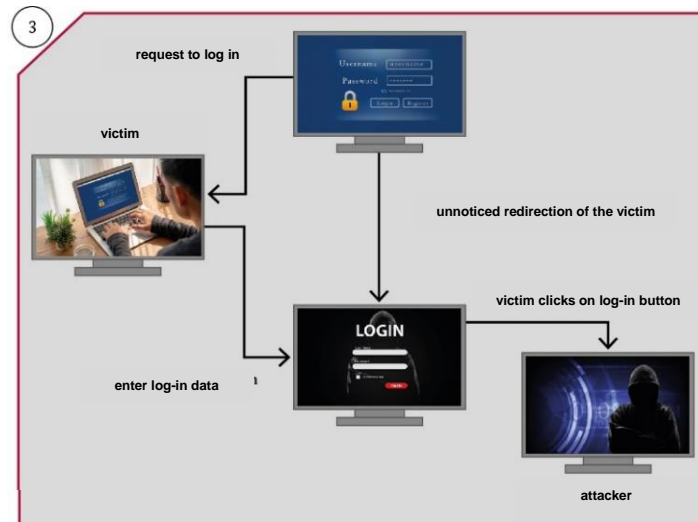 3
request to log in
Username
username
Password
Login
Register
victim
unnoticed redirection of the victim
victim clicks on log-in button
LOGIN
enter log-in data
attacker